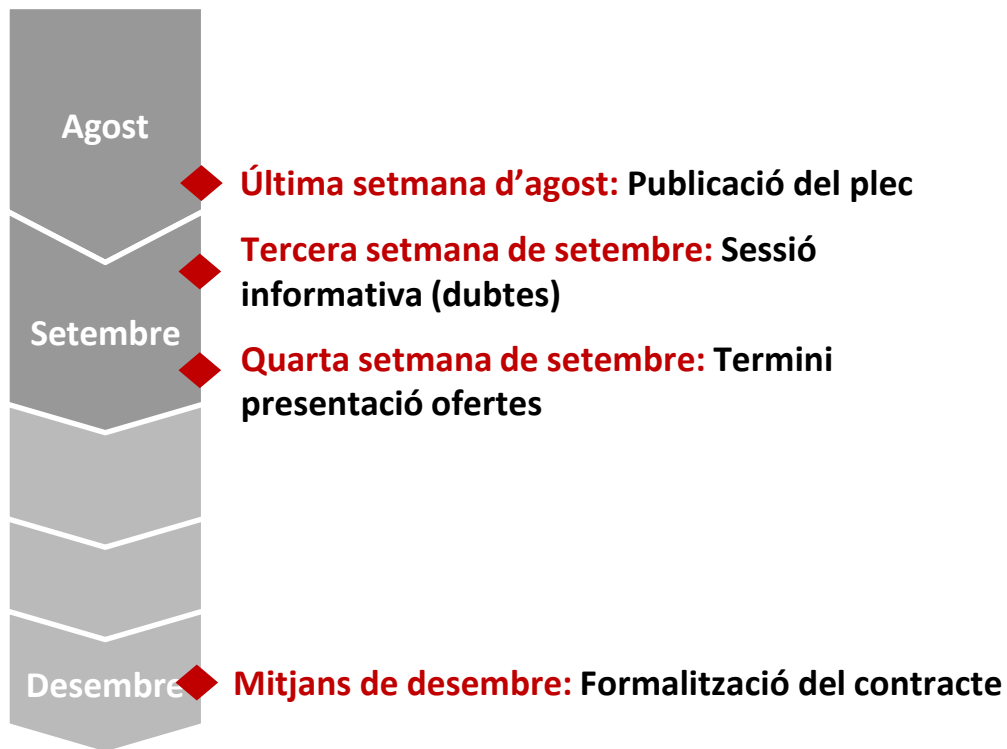 Agost
Última setmana d’agost: Publicació del plec
Tercera setmana de setembre: Sessió
informativa (dubtes)
Setembre
Quarta setmana de setembre: Termini
presentació ofertes
Desembre
Mitjans de desembre: Formalització del contracte